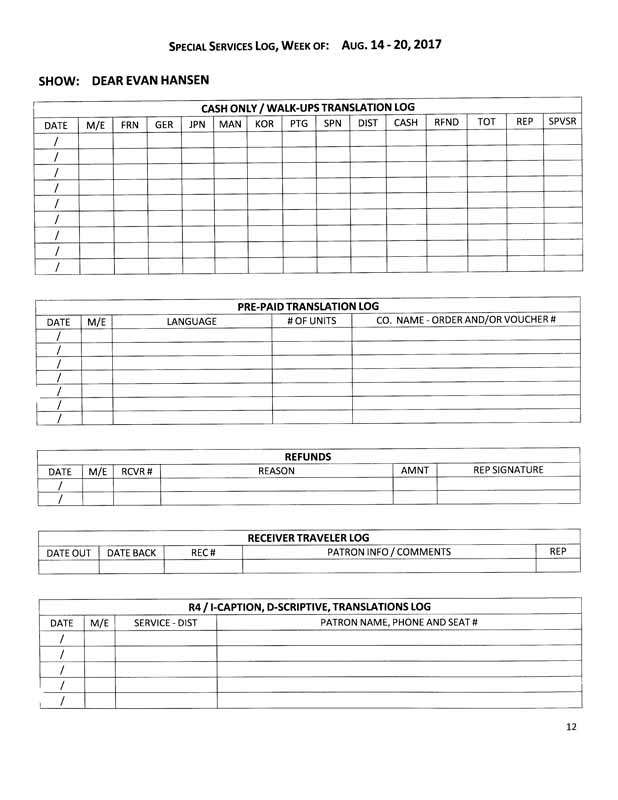 SPECIAL SERVICES LOG, WEEK OF: AUG. 14 - 20, 2017
SHOW: DEAR EVAN HANSEN
CASH ONLY / WALK-UPS TRANSLATION LOG
DATE M/E FRN GER JPN MAN KOR PTG SPN DIST CASH RFND TOT REP SPVSR
/
/
/
/
/
/
/
/
/
PRE-PAID TRANSLATION LOG
DATE M/E LANGUAGE # OF UNITS CO. NAME - ORDER AND/OR VOUCHER #
/
/
/
/
/
/
/
REFUNDS
DATE M/E RCVR # REASON AMNT REP SIGNATURE
/
/
RECEIVER TRAVELER LOG
DATE OUT DATE BACK REC # PATRON INFO / COMMENTS REP
R4 / I-CAPTION, D-SCRIPTIVE, TRANSLATIONS LOG
DATE M/E SERVICE - DIST PATRON NAME, PHONE AND SEAT #
/
/
/
/
/
12